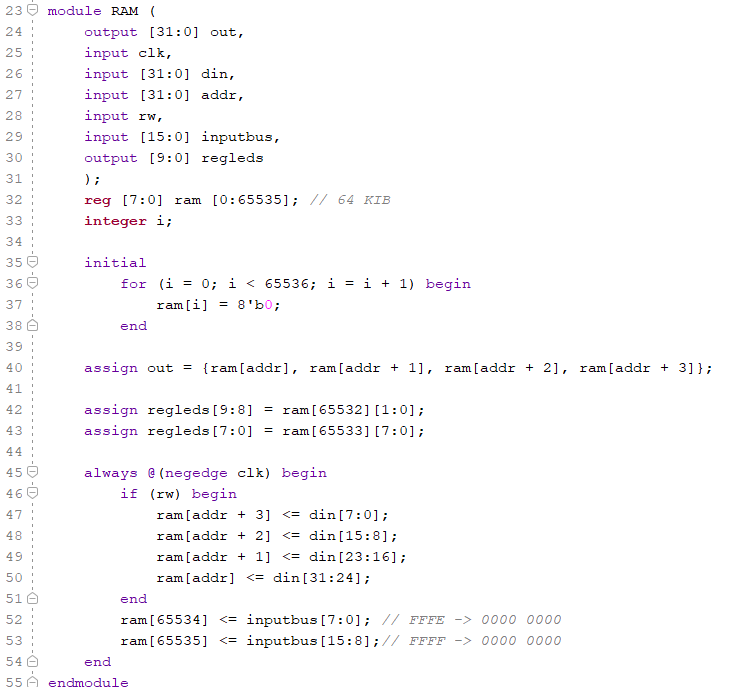 23 module RAM (
24 output [31:0] out,
25 input clk,
26 input [31:0] din,
27 input [31:0] addr,
28 input rw,
29 input [15:0] inputbus,
30 output [9:0] regleds
31 );
32 reg [7:0] ram [0:65535]; // 64 KIB
33 integer i;
34
35 initial
36 for (i = 0; i < 65536; i = i + 1) begin
37 ram[i] = 8'b0;
38 end
39
40 assign out = {ram[addr], ram[addr + 1], ram[addr + 2], ram[addr + 3]};
41
42 assign regleds[9:8] = ram[65532][1:0];
43 assign regleds[7:0] = ram[65533][7:0];
44
45 always @(negedge clk) begin
46 if (rw) begin
47 ram[addr + 3] <= din[7:0];
48 ram[addr + 2] <= din[15:8];
49 ram[addr + 1] <= din[23:16];
50 ram[addr] <= din[31:24];
51 end
52 ram[65534] <= inputbus[7:0]; // FFFE -> 0000 0000
53 ram[65535] <= inputbus[15:8];// FFFF -> 0000 0000
54 end
55 endmodule